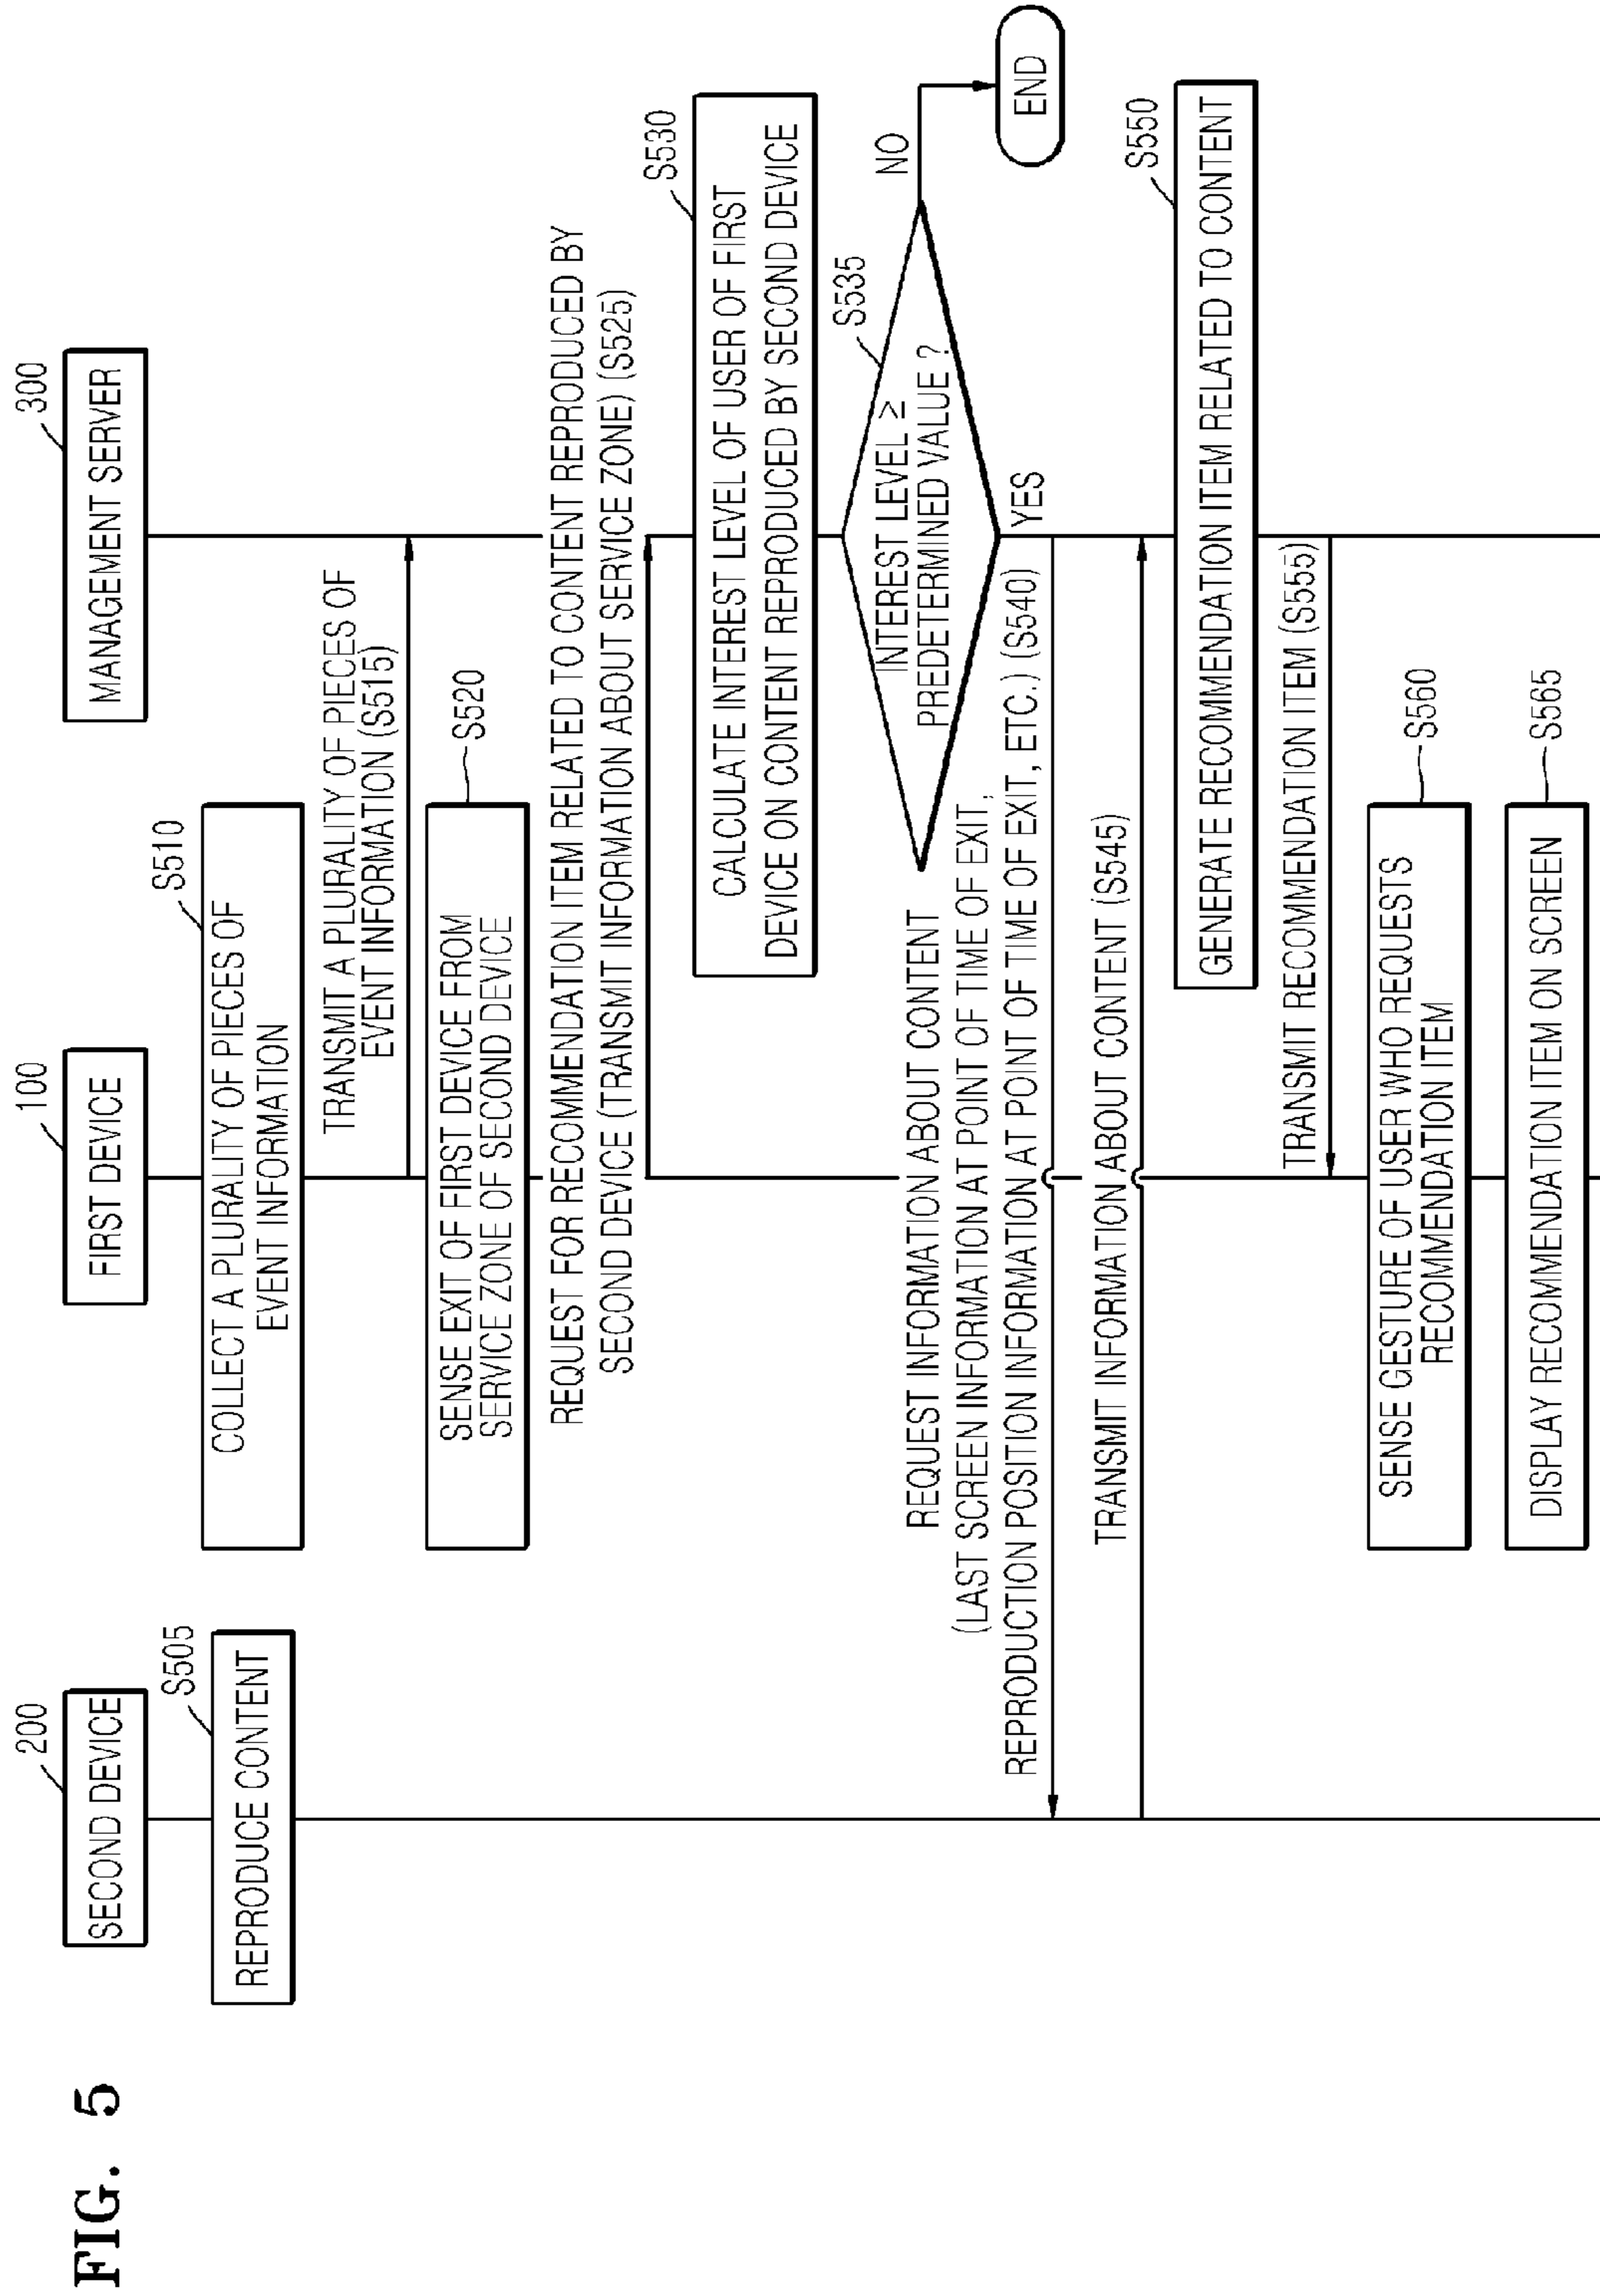 FIG. 5
200
100
300
SECOND DEVICE
FIRST DEVICE
MANAGEMENT SERVER
S505
REPRODUCE CONTENT
S510
COLLECT A PLURALITY OF PIECES OF
EVENT INFORMATION
TRANSMIT A PLURALITY OF PIECES OF
EVENT INFORMATION (S515)
S520
SENSE EXIT OF FIRST DEVICE FROM
SERVICE ZONE OF SECOND DEVICE
REQUEST FOR RECOMMENDATION ITEM RELATED TO CONTENT REPRODUCED BY
SECOND DEVICE (TRANSMIT INFORMATION ABOUT SERVICE ZONE) (S525)
S530
CALCULATE INTEREST LEVEL OF USER OF FIRST
DEVICE ON CONTENT REPRODUCED BY SECOND DEVICE
S535
INTEREST LEVEL ≥
PREDETERMINED VALUE ?
NO
END
YES
REQUEST INFORMATION ABOUT CONTENT
(LAST SCREEN INFORMATION AT POINT OF TIME OF EXIT,
REPRODUCTION POSITION INFORMATION AT POINT OF TIME OF EXIT, ETC.) (S540)
TRANSMIT INFORMATION ABOUT CONTENT (S545)
S550
GENERATE RECOMMENDATION ITEM RELATED TO CONTENT
TRANSMIT RECOMMENDATION ITEM (S555)
S560
SENSE GESTURE OF USER WHO REQUESTS
RECOMMENDATION ITEM
S565
DISPLAY RECOMMENDATION ITEM ON SCREEN